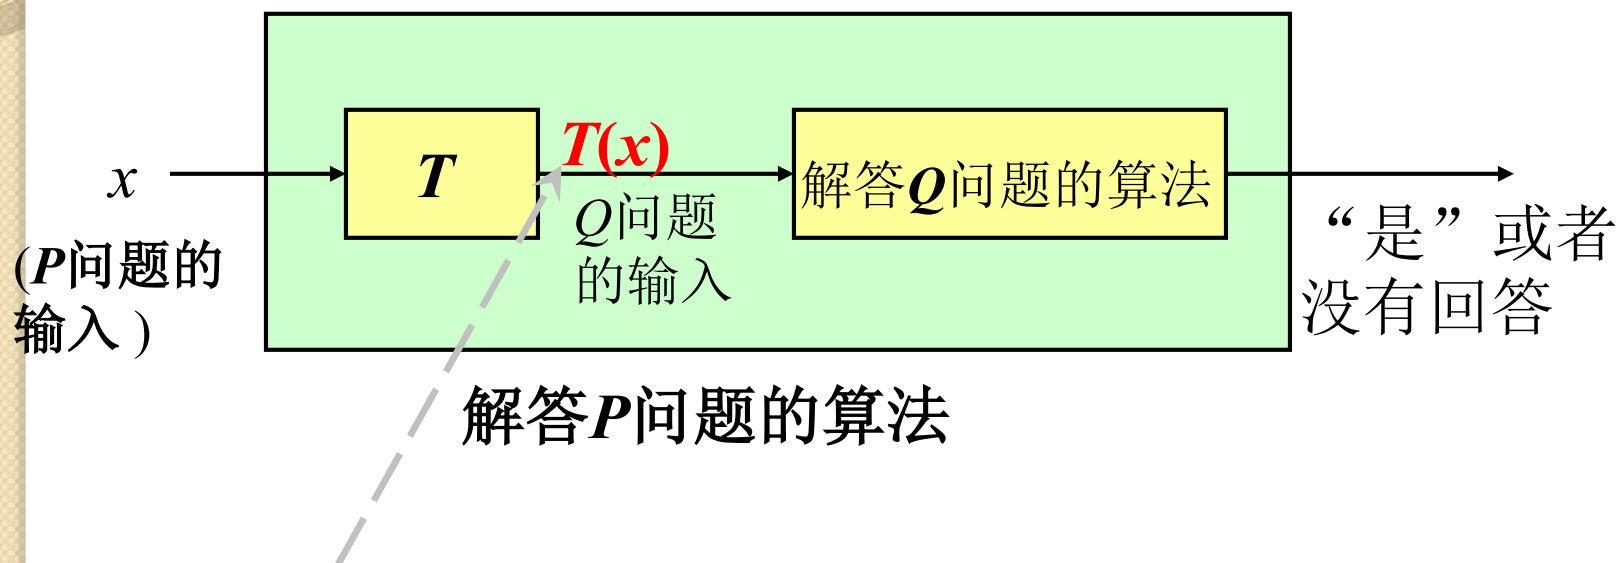 x
(P问题的
输入 )
T
T(x)
Q问题
的输入
解答Q问题的算法
“是”或者
没有回答
解答P问题的算法